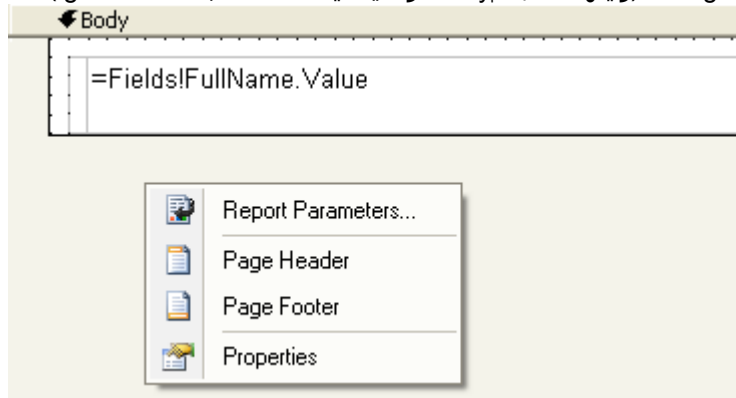 Body
=Fields!FullName.Value
Report Parameters...
Page Header
Page Footer
Properties